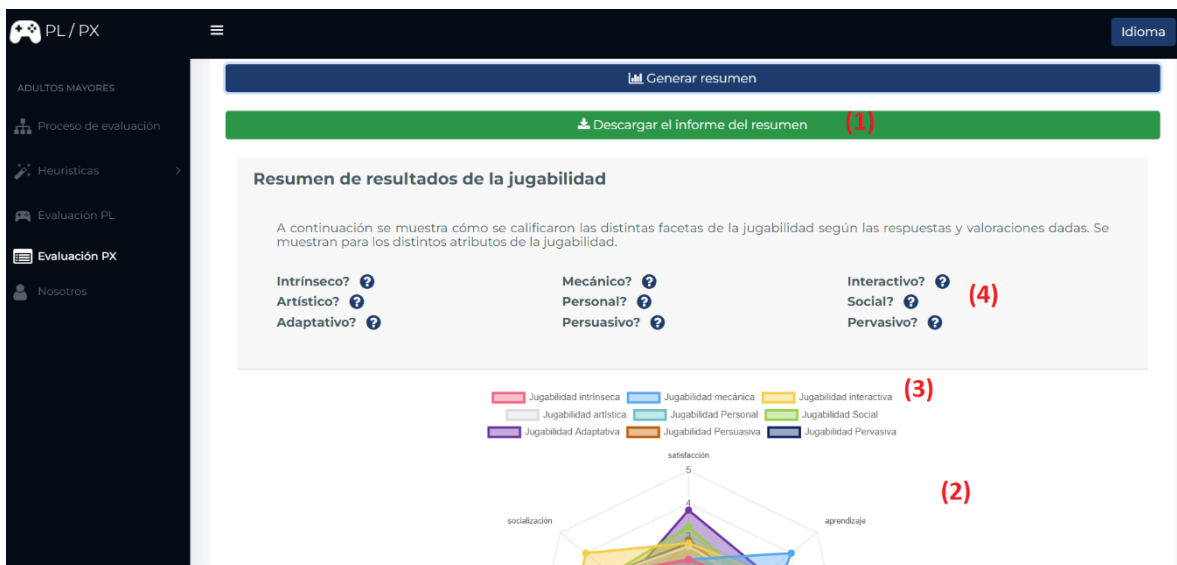 PL / PX
Idioma
ADULTOS MAYORES
Proceso de evaluación
Heuristicas
Evaluación PL
Evaluación PX
Nosotros
Generar resumen
Descargar el informe del resumen (1)
Resumen de resultados de la jugabilidad
A continuación se muestra cómo se calificaron las distintas facetas de la jugabilidad según las respuestas y valoraciones dadas. Se
muestran para los distintos atributos de la jugabilidad.
Intrínseco? ? Mecánico? ? Interactivo? ?
Artístico? ? Personal? ? Social? ? (4)
Adaptativo? ? Persuasivo? ? Pervasivo? ?
Jugabilidad intrínseca Jugabilidad mecánica Jugabilidad interactiva (3)
Jugabilidad artística Jugabilidad Personal Jugabilidad Social
Jugabilidad Adaptativa Jugabilidad Persuasiva Jugabilidad Pervasiva
satisfacción
5
(2)
4
socialización
aprendizaje